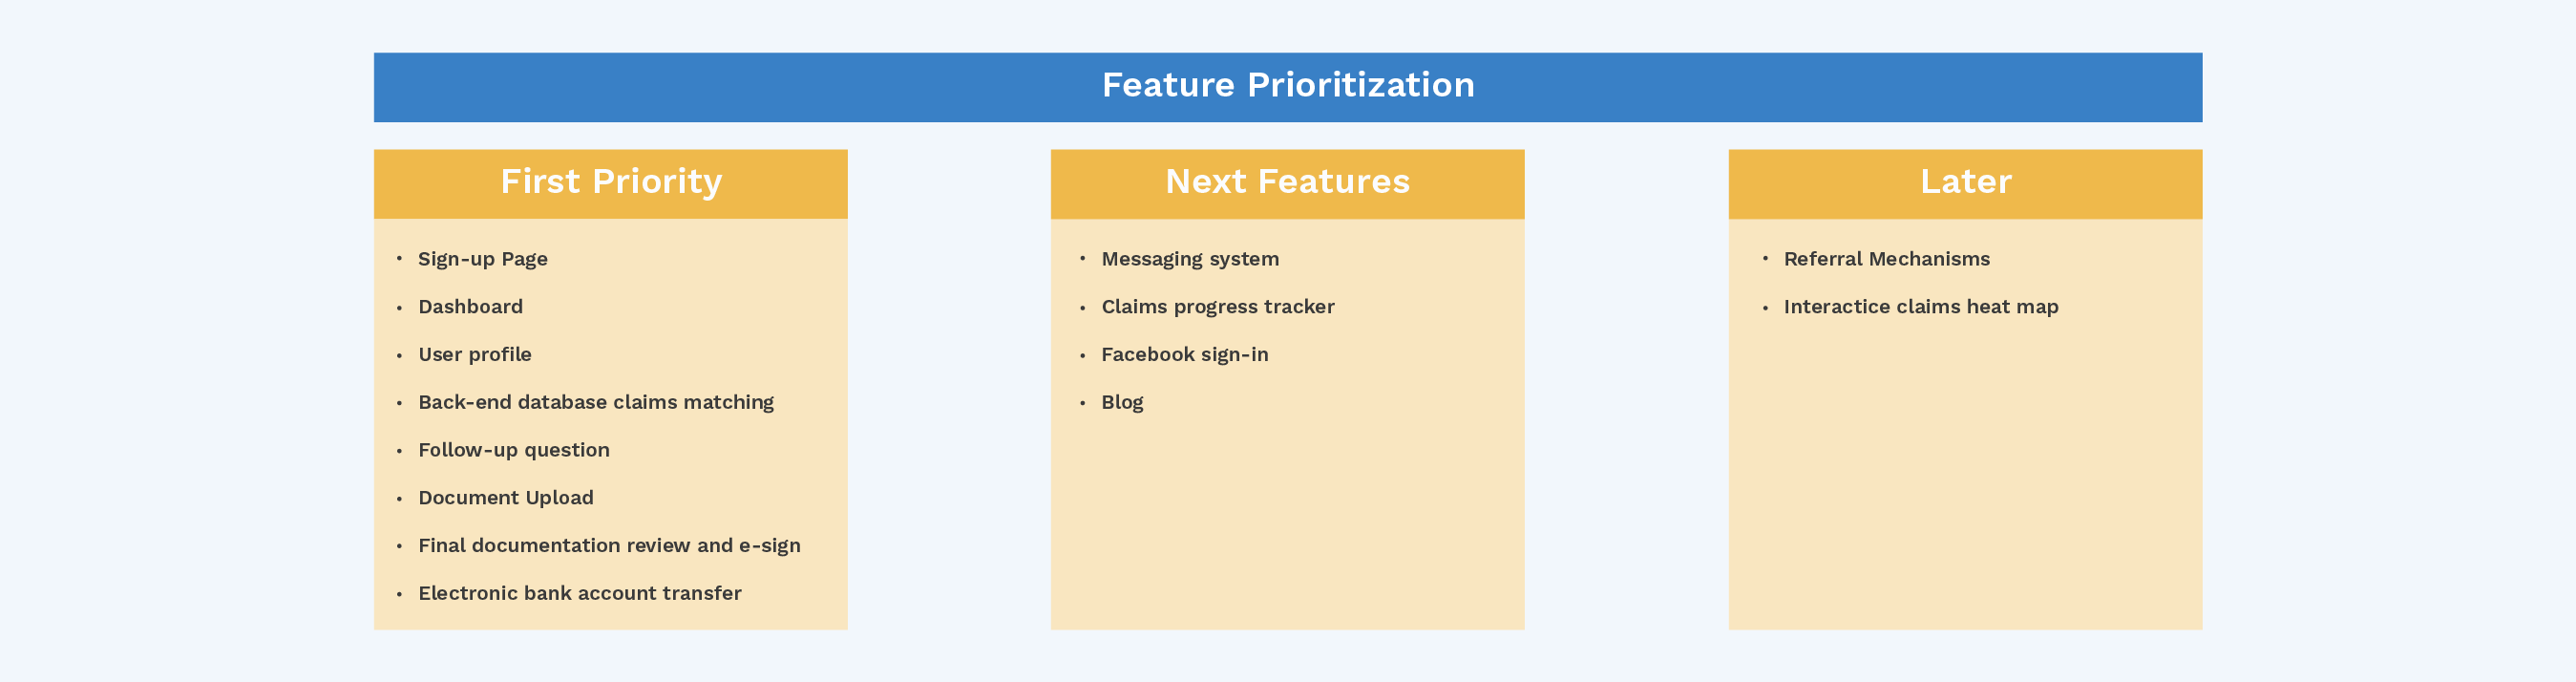 Feature Prioritization
First Priority
• Sign-up Page
• Dashboard
• User profile
• Back-end database claims matching
• Follow-up question
• Document Upload
• Final documentation review and e-sign
• Electronic bank account transfer
Next Features
• Messaging system
• Claims progress tracker
• Facebook sign-in
• Blog
Later
• Referral Mechanisms
• Interactice claims heat map